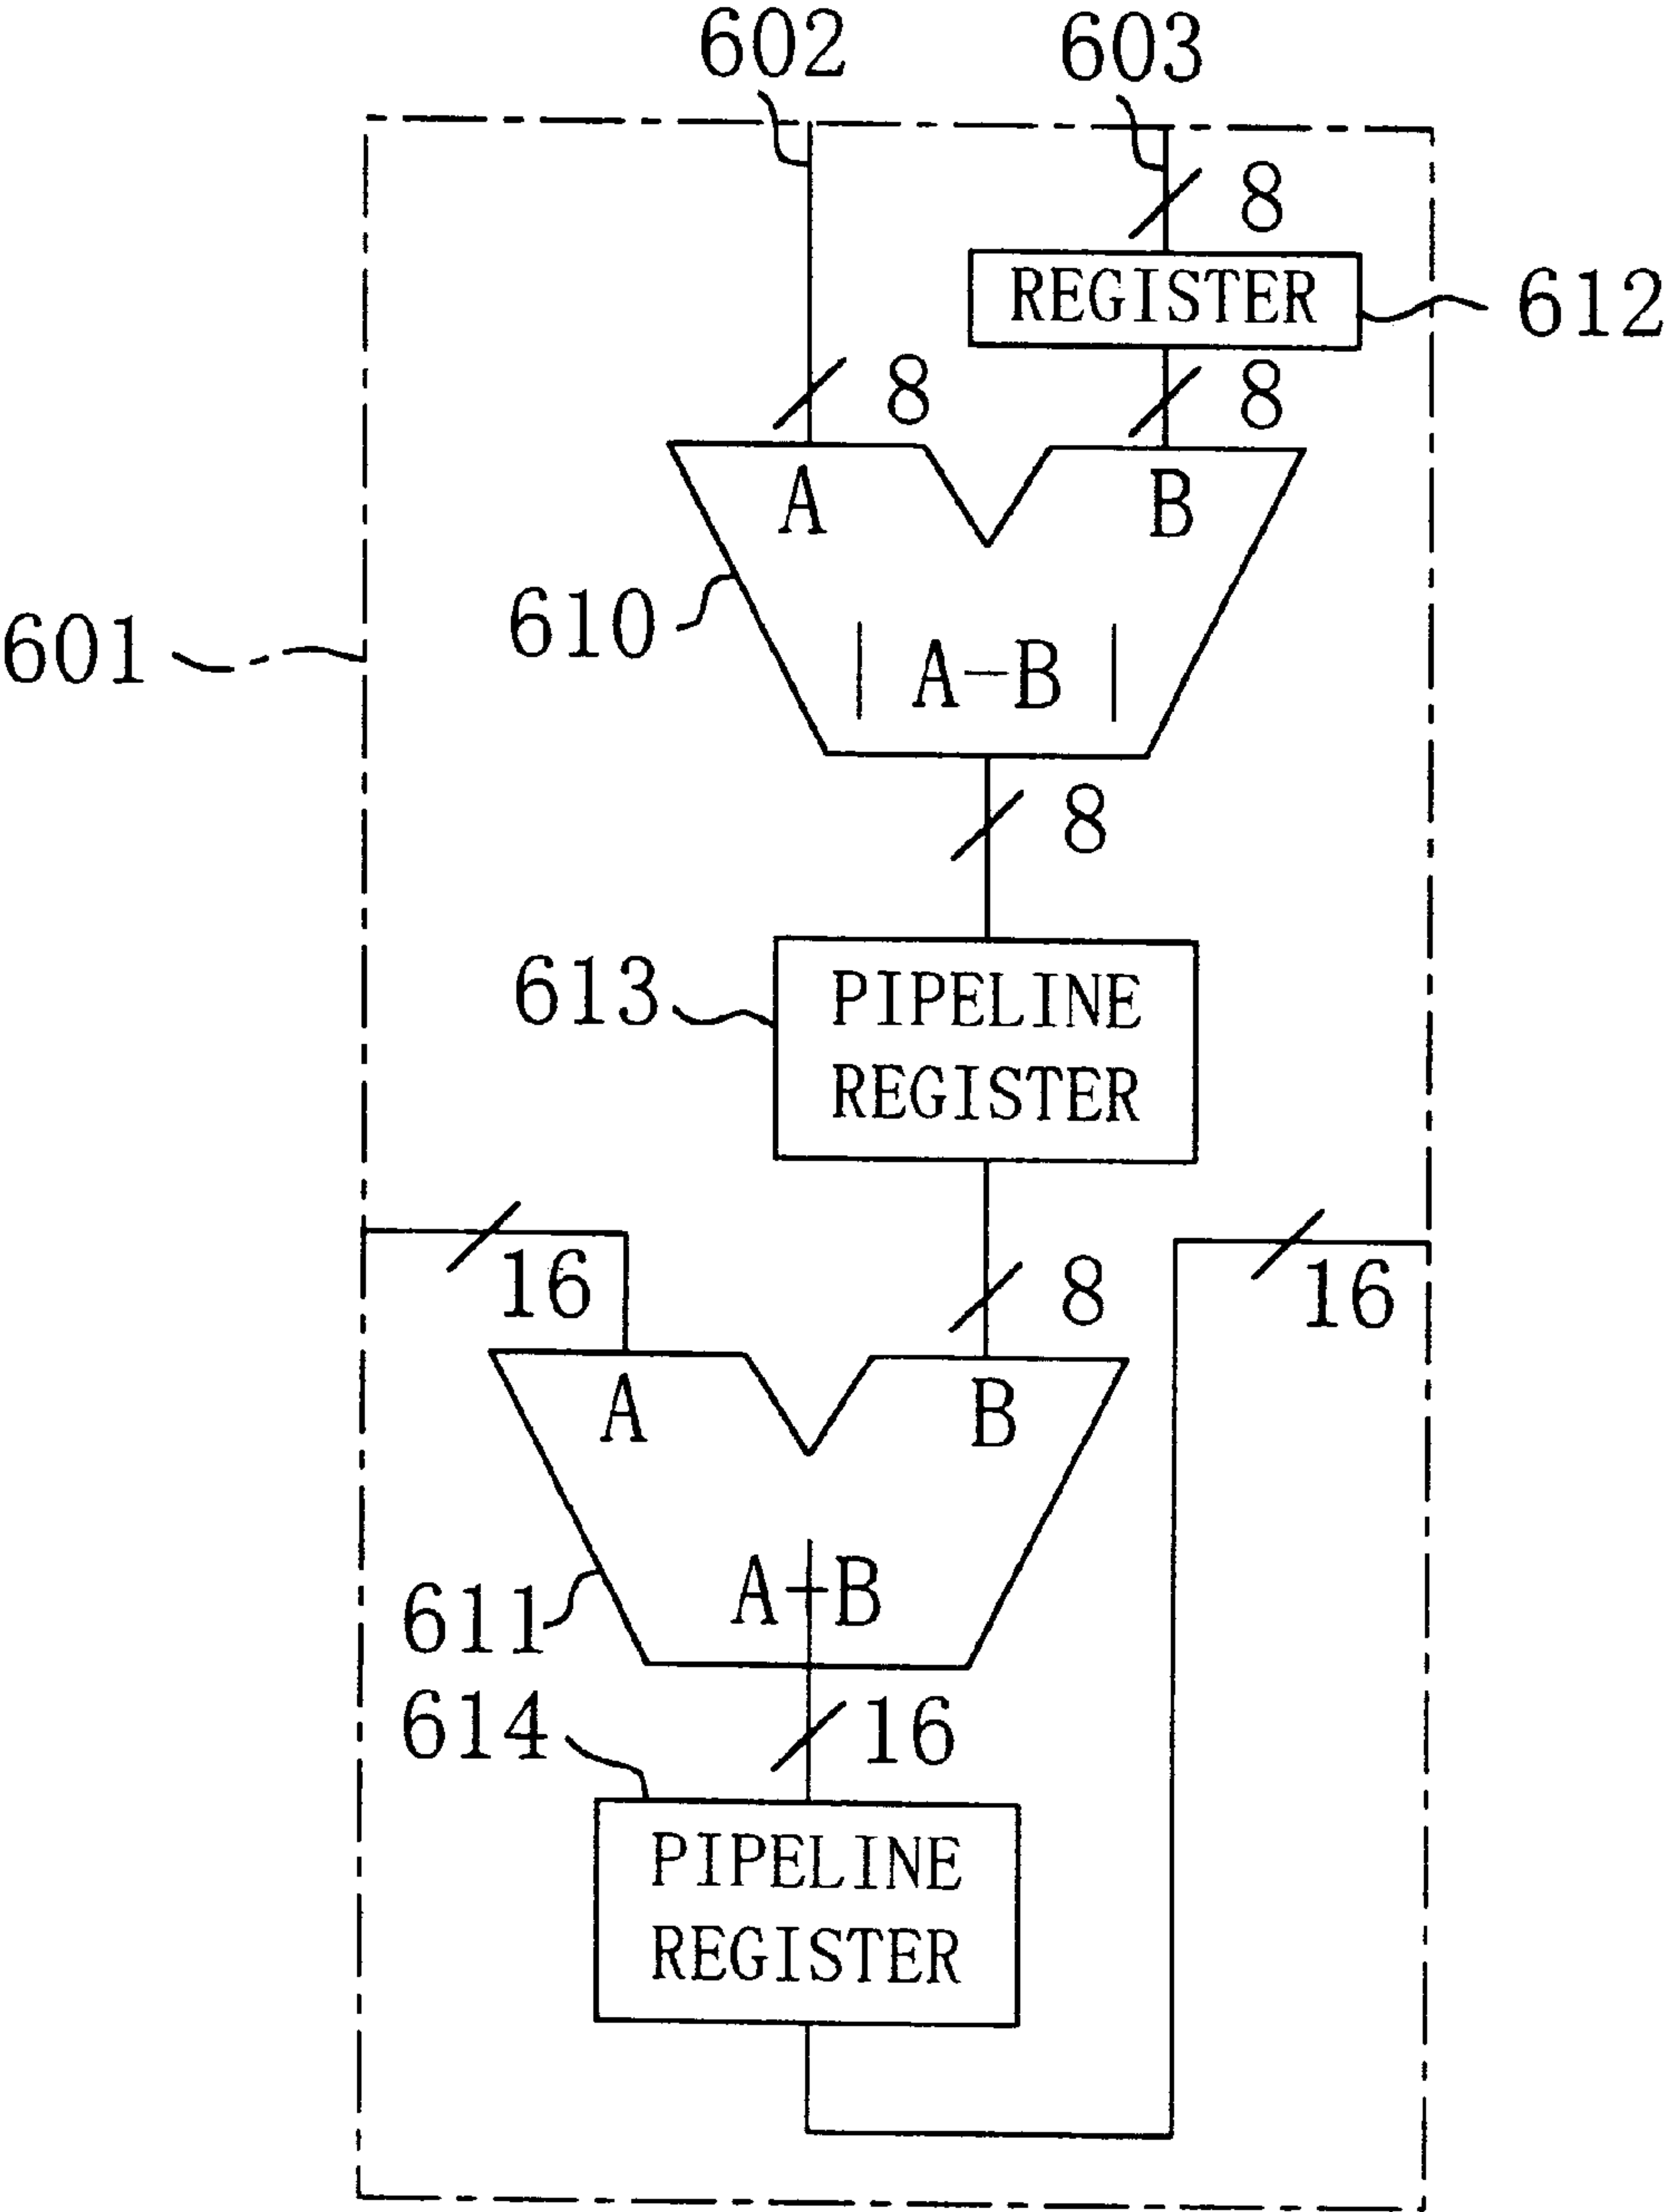 602
603
8
REGISTER
612
8
8
A
B
610
|A-B|
601
8
613
PIPELINE
REGISTER
16
8
16
A
B
A+B
611
614
16
PIPELINE
REGISTER